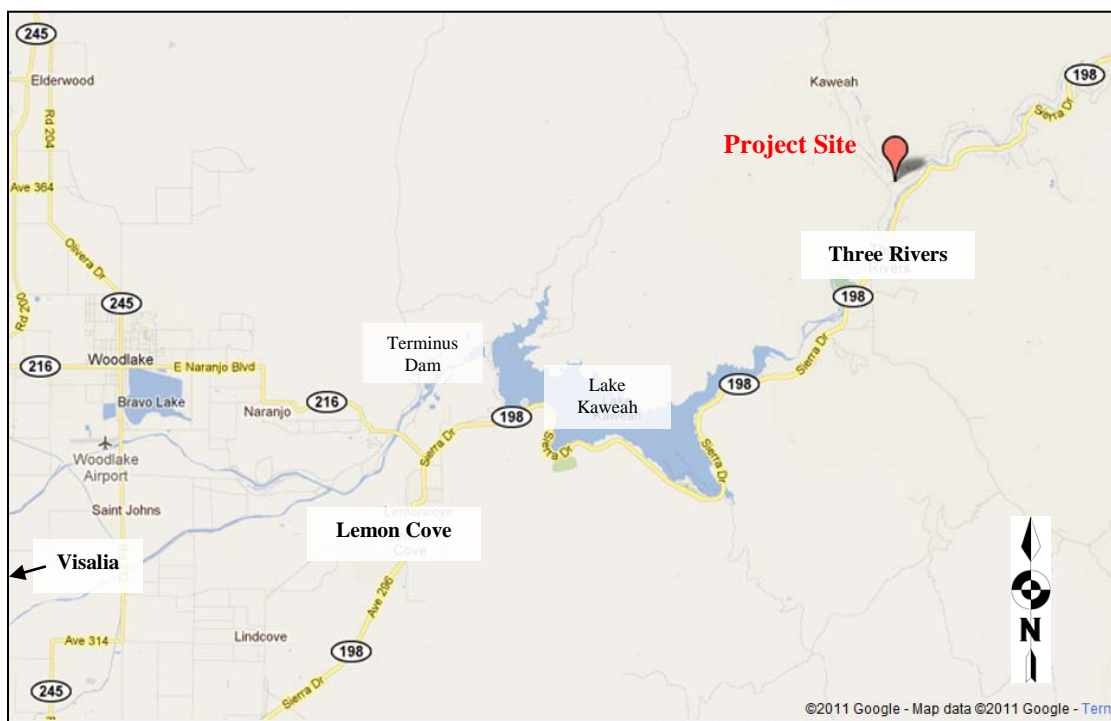 245
198
Elderwood
Kaweah
Rd 204
Sierra Dr
Project Site
Ave 364
Olivera Dr
Three Rivers
245
198
Rd 200
Terminus
Dam
Woodlake
216
E Naranjo Blvd
Sierra Dr
Lake
Kaweah
198
Bravo Lake
Naranjo
216
198
Sierra Dr
Sierra Dr
Sierra Dr
Woodlake
Airport
Saint Johns
Lemon Cove
Visalia
Ave 296
N
Lindcove
Ave 314
198
Sierra Dr
245
©2011 Google - Map data ©2011 Google - Term